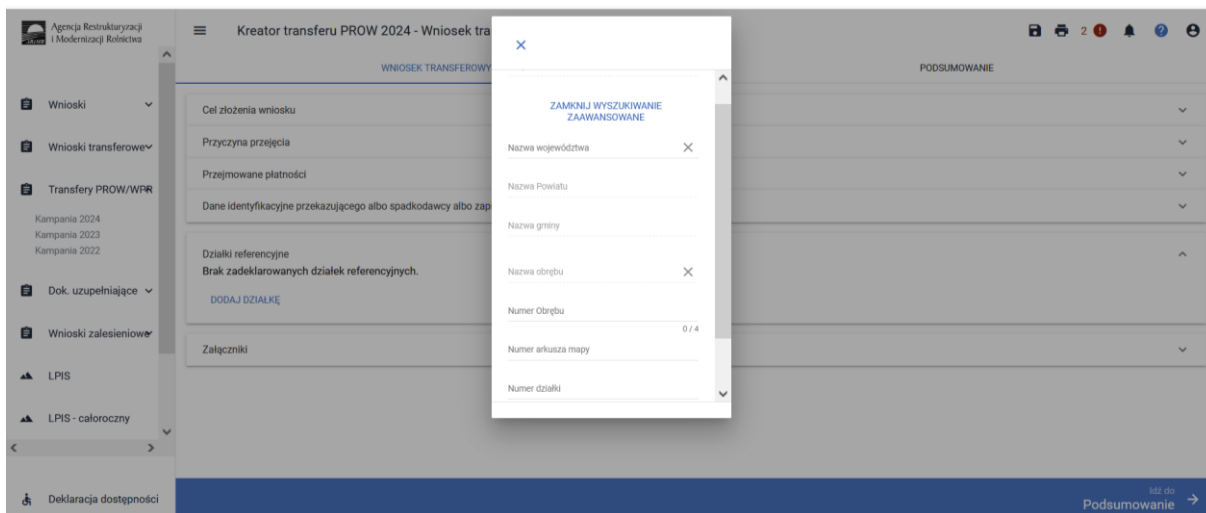 Agencja Restrukturyzacji
i Modernizacji Rolnictwa
Kreator transferu PROW 2024 - Wniosek tra
2
WNIOSEK TRANSFEROWY
PODSUMOWANIE
Wnioski
Wnioski transferowe
Transfery PROW/WPR
Kampania 2024
Kampania 2023
Kampania 2022
Dok. uzupełniające
Wnioski zalesieniowe
LPIS
LPIS - całoroczny
Deklaracja dostępności
Cel złożenia wniosku
Przyczyna przejęcia
Przejmowane płatności
Dane identyfikacyjne przekazującego albo spadkodawcy albo zap
Działki referencyjne
Brak zadeklarowanych działek referencyjnych.
DODAJ DZIAŁKĘ
Załączniki
ZAMKNIJ WYSZUKIWANIE
ZAAWANSOWANE
Nazwa województwa
Nazwa Powiatu
Nazwa gminy
Nazwa obrębu
Numer Obrębu
0 / 4
Numer arkusza mapy
Numer działki
Idź do
Podsumowanie